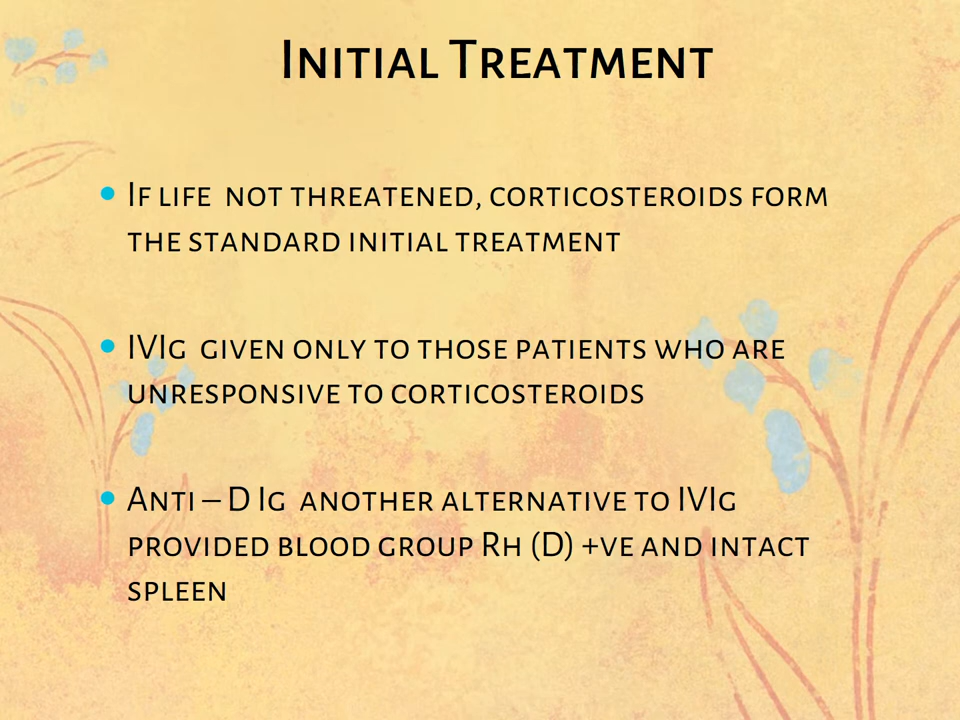 Initial Treatment
• If life not threatened, corticosteroids form
the standard initial treatment
• IVIg given only to those patients who are
unresponsive to corticosteroids
• Anti – D Ig another alternative to IVIg
provided blood group Rh (D) +ve and intact
spleen